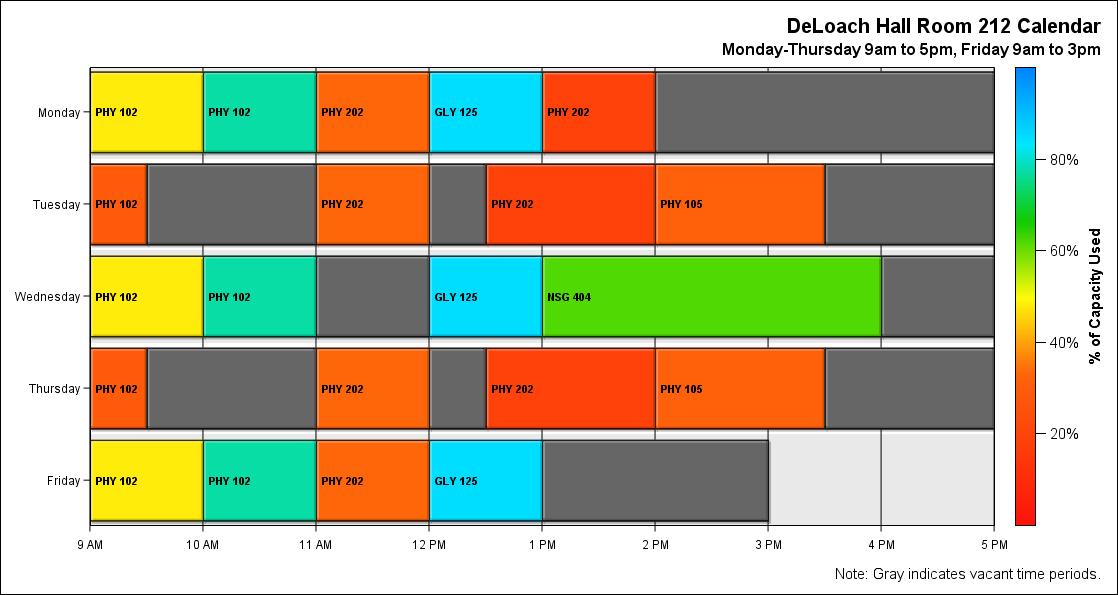 DeLoach Hall Room 212 Calendar
Monday-Thursday 9am to 5pm, Friday 9am to 3pm
Monday
PHY 102
PHY 102
PHY 202
GLY 125
PHY 202
Tuesday
PHY 102
PHY 202
PHY 202
PHY 105
Wednesday
PHY 102
PHY 102
GLY 125
NSG 404
Thursday
PHY 102
PHY 202
PHY 202
PHY 105
Friday
PHY 102
PHY 102
PHY 202
GLY 125
9 AM
10 AM
11 AM
12 PM
1 PM
2 PM
3 PM
4 PM
5 PM
80%
60%
40%
20%
% of Capacity Used
Note: Gray indicates vacant time periods.